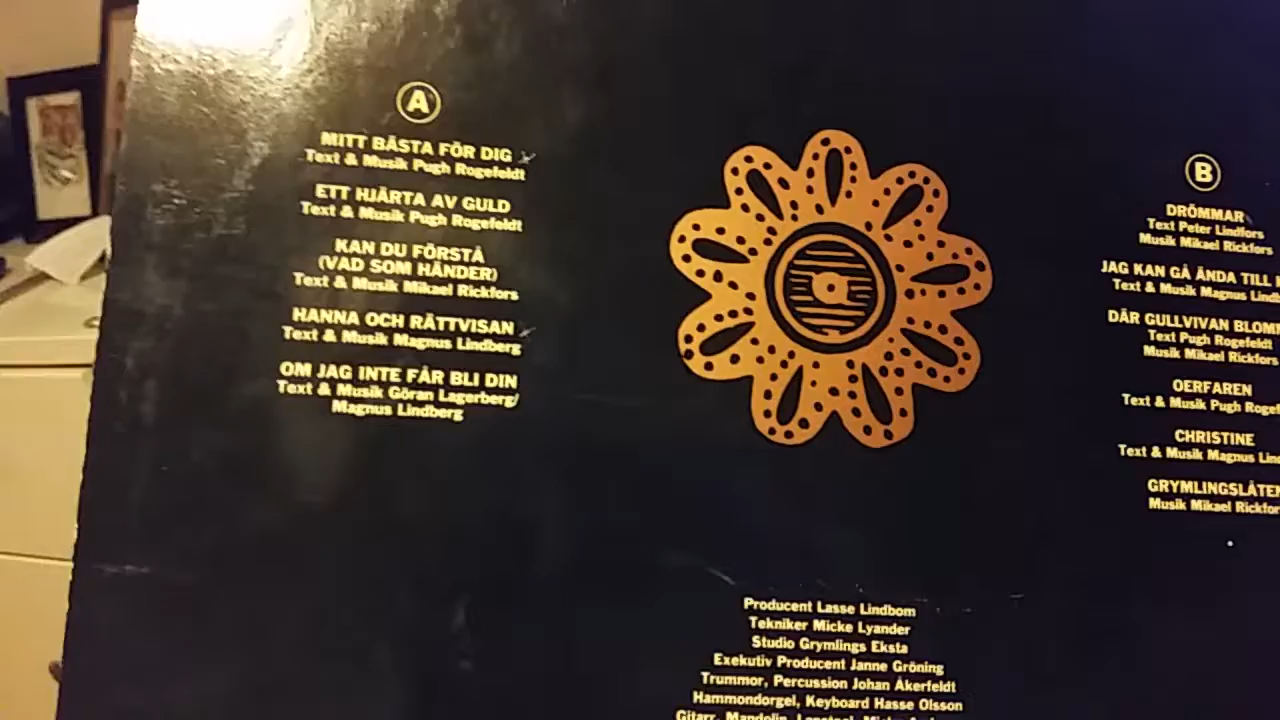 A
MITT BÄSTA FÖR DIG
Text & Musik Pugh Rogefeldt
ETT HJÄRTA AV GULD
Text & Musik Pugh Rogefeldt
KAN DU FÖRSTÅ
(VAD SOM HÄNDER)
Text & Musik Mikael Rickfors
HANNA OCH RÄTTVISAN
Text & Musik Magnus Lindberg
OM JAG INTE FÅR BLI DIN
Text & Musik Göran Lagerberg/
Magnus Lindberg
B
DRÖMMAR
Text Peter Lindfors
Musik Mikael Rickfors
JAG KAN GÅ ÄNDA TILL
Text & Musik Magnus
DÄR GULLVIVAN
Text Pugh Rogefeldt
Musik Mikael Rickfors
OERFAREN
Text & Musik Pugh
CHRISTINE
Text & Musik Magnus
GRYMLINGSLÅTEN
Musik Mikael
Producent Lasse Lindbom
Tekniker Micke Lyander
Studio Grymlings Eksta
Exekutiv Producent Janne Gröning
Trummor, Percussion Johan Åkerfeldt
Hammondorgel, Keyboard Hasse Olsson
Gitarr, Mandolin,